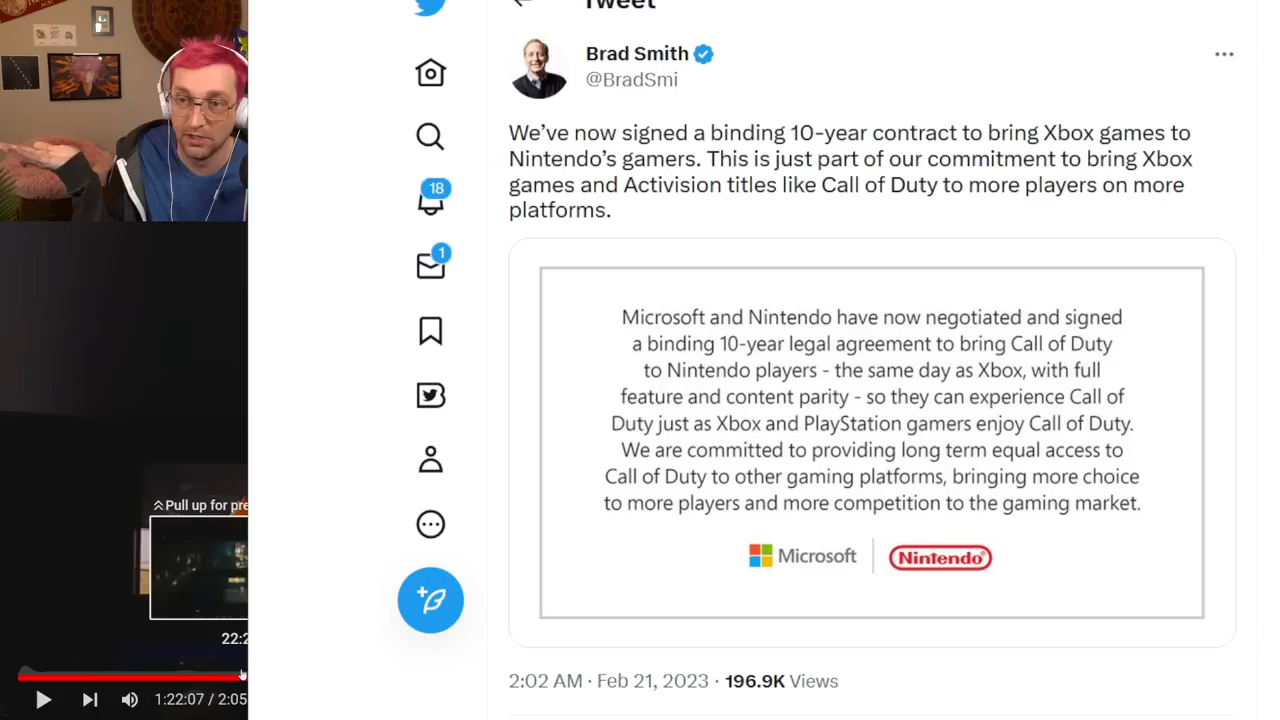 Tweet
Brad Smith
@BradSmi
We’ve now signed a binding 10-year contract to bring Xbox games to
Nintendo’s gamers. This is just part of our commitment to bring Xbox
games and Activision titles like Call of Duty to more players on more
platforms.
18
1
Microsoft and Nintendo have now negotiated and signed
a binding 10-year legal agreement to bring Call of Duty
to Nintendo players - the same day as Xbox, with full
feature and content parity - so they can experience Call of
Duty just as Xbox and PlayStation gamers enjoy Call of Duty.
We are committed to providing long term equal access to
Call of Duty to other gaming platforms, bringing more choice
to more players and more competition to the gaming market.
Microsoft
Nintendo
Pull up for pre
22:2
1:22:07 / 2:05
2:02 AM · Feb 21, 2023 · 196.9K Views